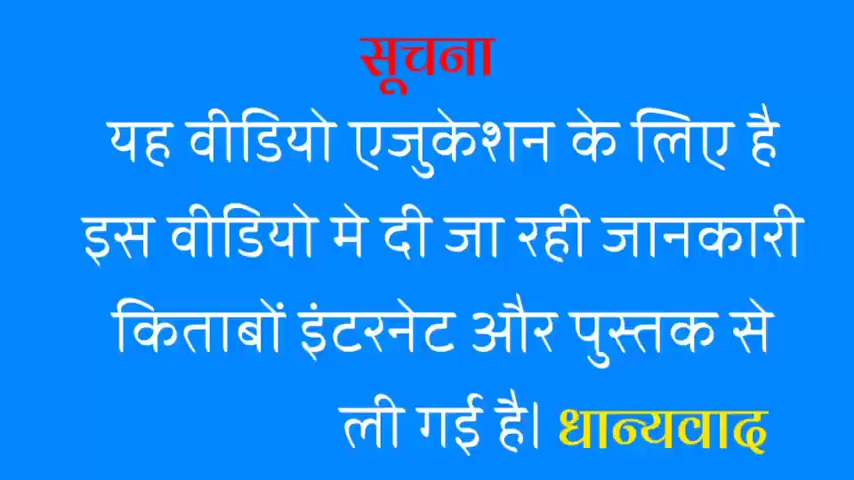 सूचना
यह वीडियो एजुकेशन के लिए है
इस वीडियो मे दी जा रही जानकारी
किताबों इंटरनेट और पुस्तक से
ली गई है। धान्यवाद